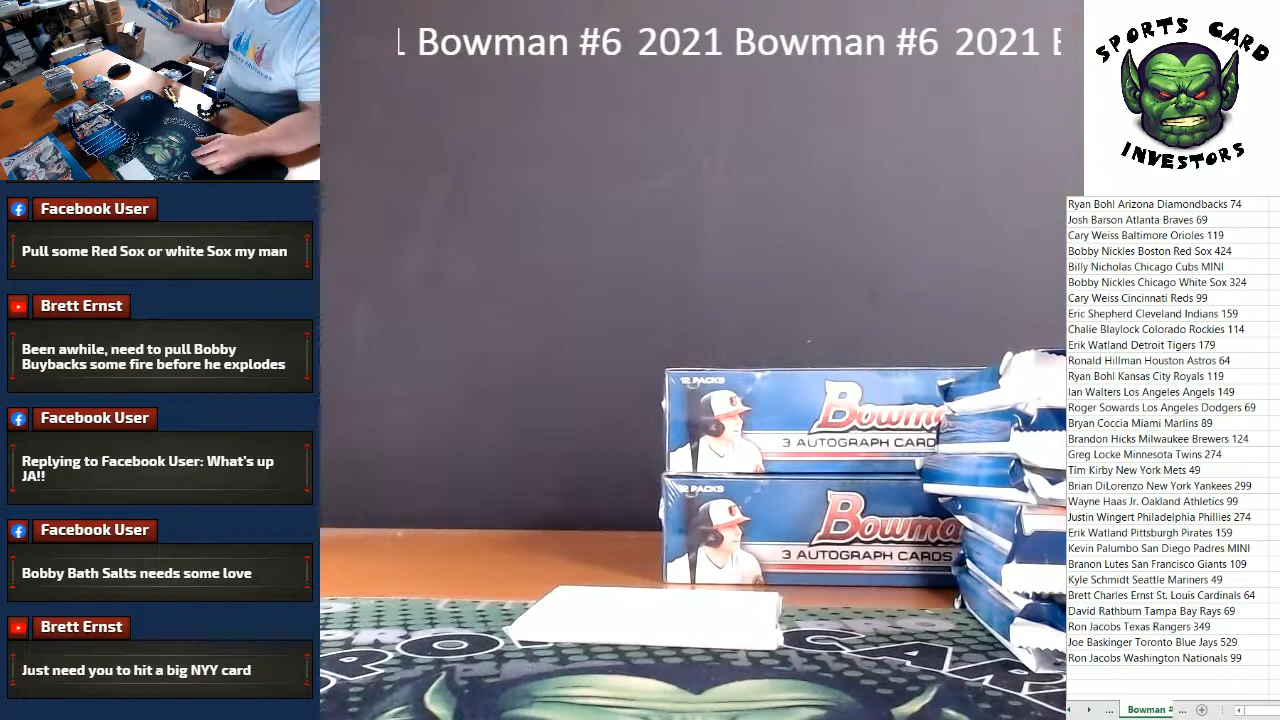 Bowman #6 2021 Bowman #6 2021
SPORTS CARD
INVESTORS
Facebook User
Pull some Red Sox or white Sox my man
Brett Ernst
Been awhile, need to pull Bobby
Buybacks some fire before he explodes
Facebook User
Replying to Facebook User: What's up
JA!!
Facebook User
Bobby Bath Salts needs some love
Brett Ernst
Just need you to hit a big NYY card
12 PACKS
Bowma
3 AUTOGRAPH CARD
12 PACKS
Bowma
3 AUTOGRAPH CARDS
Ryan Bohl Arizona Diamondbacks 74
Josh Barson Atlanta Braves 69
Cary Weiss Baltimore Orioles 119
Bobby Nickles Boston Red Sox 424
Billy Nicholas Chicago Cubs MINI
Bobby Nickles Chicago White Sox 324
Cary Weiss Cincinnati Reds 99
Eric Shepherd Cleveland Indians 159
Chalie Blaylock Colorado Rockies 114
Erik Watland Detroit Tigers 179
Ronald Hillman Houston Astros 64
Ryan Bohl Kansas City Royals 119
Ian Walters Los Angeles Angels 149
Roger Sowards Los Angeles Dodgers 69
Bryan Coccia Miami Marlins 89
Brandon Hicks Milwaukee Brewers 124
Greg Locke Minnesota Twins 274
Tim Kirby New York Mets 49
Brian DiLorenzo New York Yankees 299
Wayne Haas Jr. Oakland Athletics 99
Justin Wingert Philadelphia Phillies 274
Erik Watland Pittsburgh Pirates 159
Kevin Palumbo San Diego Padres MINI
Branon Lutes San Francisco Giants 109
Kyle Schmidt Seattle Mariners 49
Brett Charles Ernst St. Louis Cardinals 64
David Rathburn Tampa Bay Rays 69
Ron Jacobs Texas Rangers 349
Joe Baskinger Toronto Blue Jays 529
Ron Jacobs Washington Nationals 99
... Bowman # ...